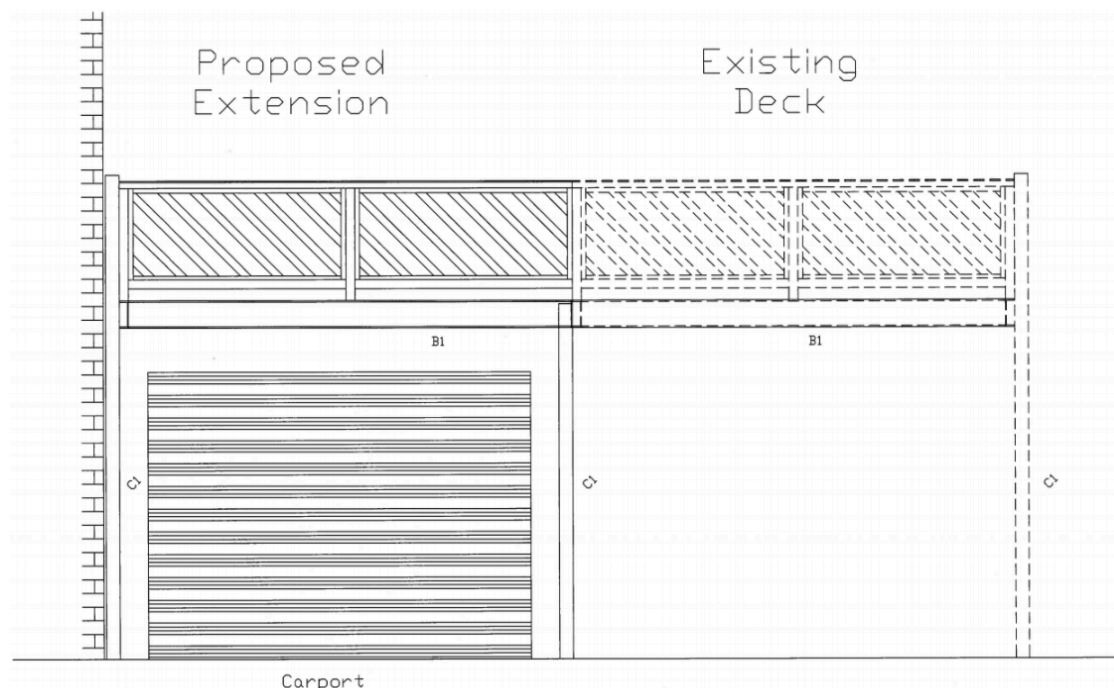 Proposed
Extension
Existing
Deck
B1
B1
C1
C1
C1
Carport